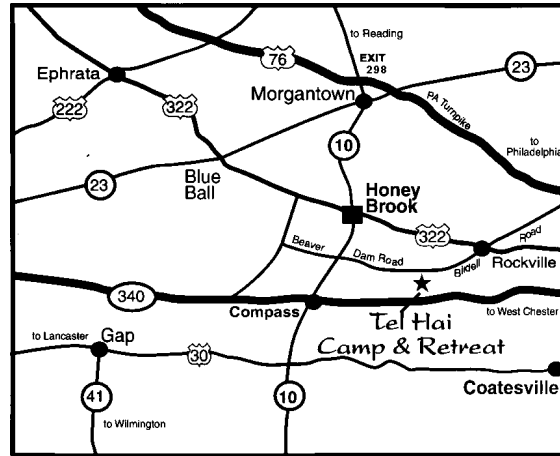 to Reading
EXIT
298
76
23
Ephrata
Morgantown
PA Turnpike
222
322
10
to
Philadelphia
Blue
Ball
23
Honey
Brook
322
Road
Beaver
Dam Road
Rockville
340
Compass
to West Chester
Tel Hai
Camp & Retreat
to Lancaster
Gap
30
Coatesville
41
10
to Wilmington